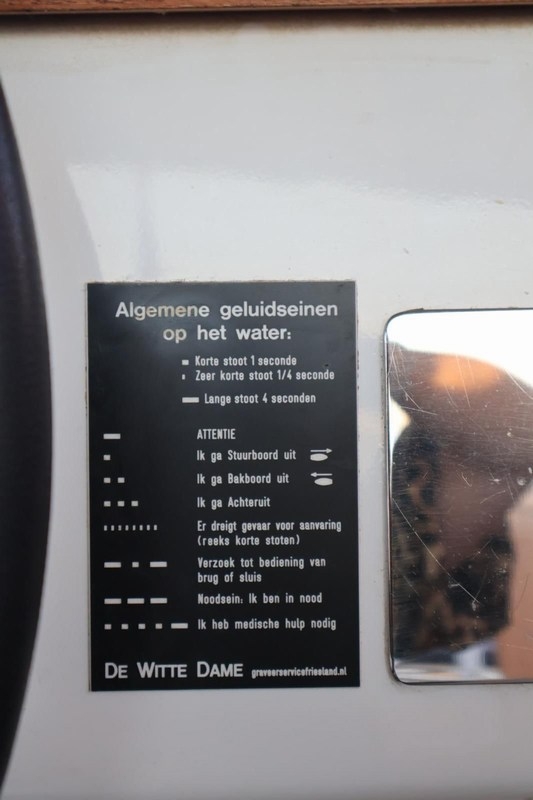 Algemene geluidseinen
op het water:
Korte stoot 1 seconde
Zeer korte stoot 1/4 seconde
Lange stoot 4 seconden
ATTENTIE
Ik ga Stuurboord uit
Ik ga Bakboord uit
Ik ga Achteruit
Er dreigt gevaar voor aanvaring
(reeks korte stoten)
Verzoek tot bediening van
brug of sluis
Noodsein: Ik ben in nood
Ik heb medische hulp nodig
DE WITTE DAME graveerservicefriesland.nl